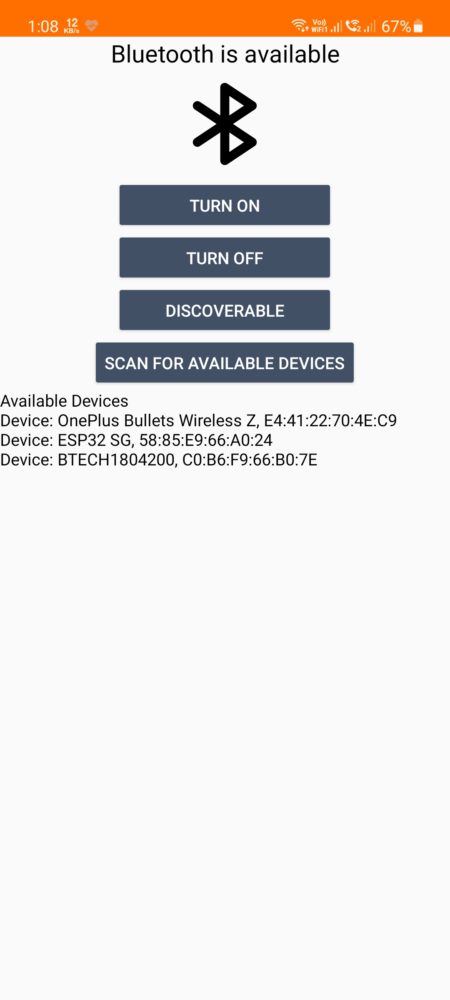 1:08 12 KB/s Vo)) WiFi1 2 67%
Bluetooth is available
TURN ON
TURN OFF
DISCOVERABLE
SCAN FOR AVAILABLE DEVICES
Available Devices
Device: OnePlus Bullets Wireless Z, E4:41:22:70:4E:C9
Device: ESP32 SG, 58:85:E9:66:A0:24
Device: BTECH1804200, C0:B6:F9:66:B0:7E